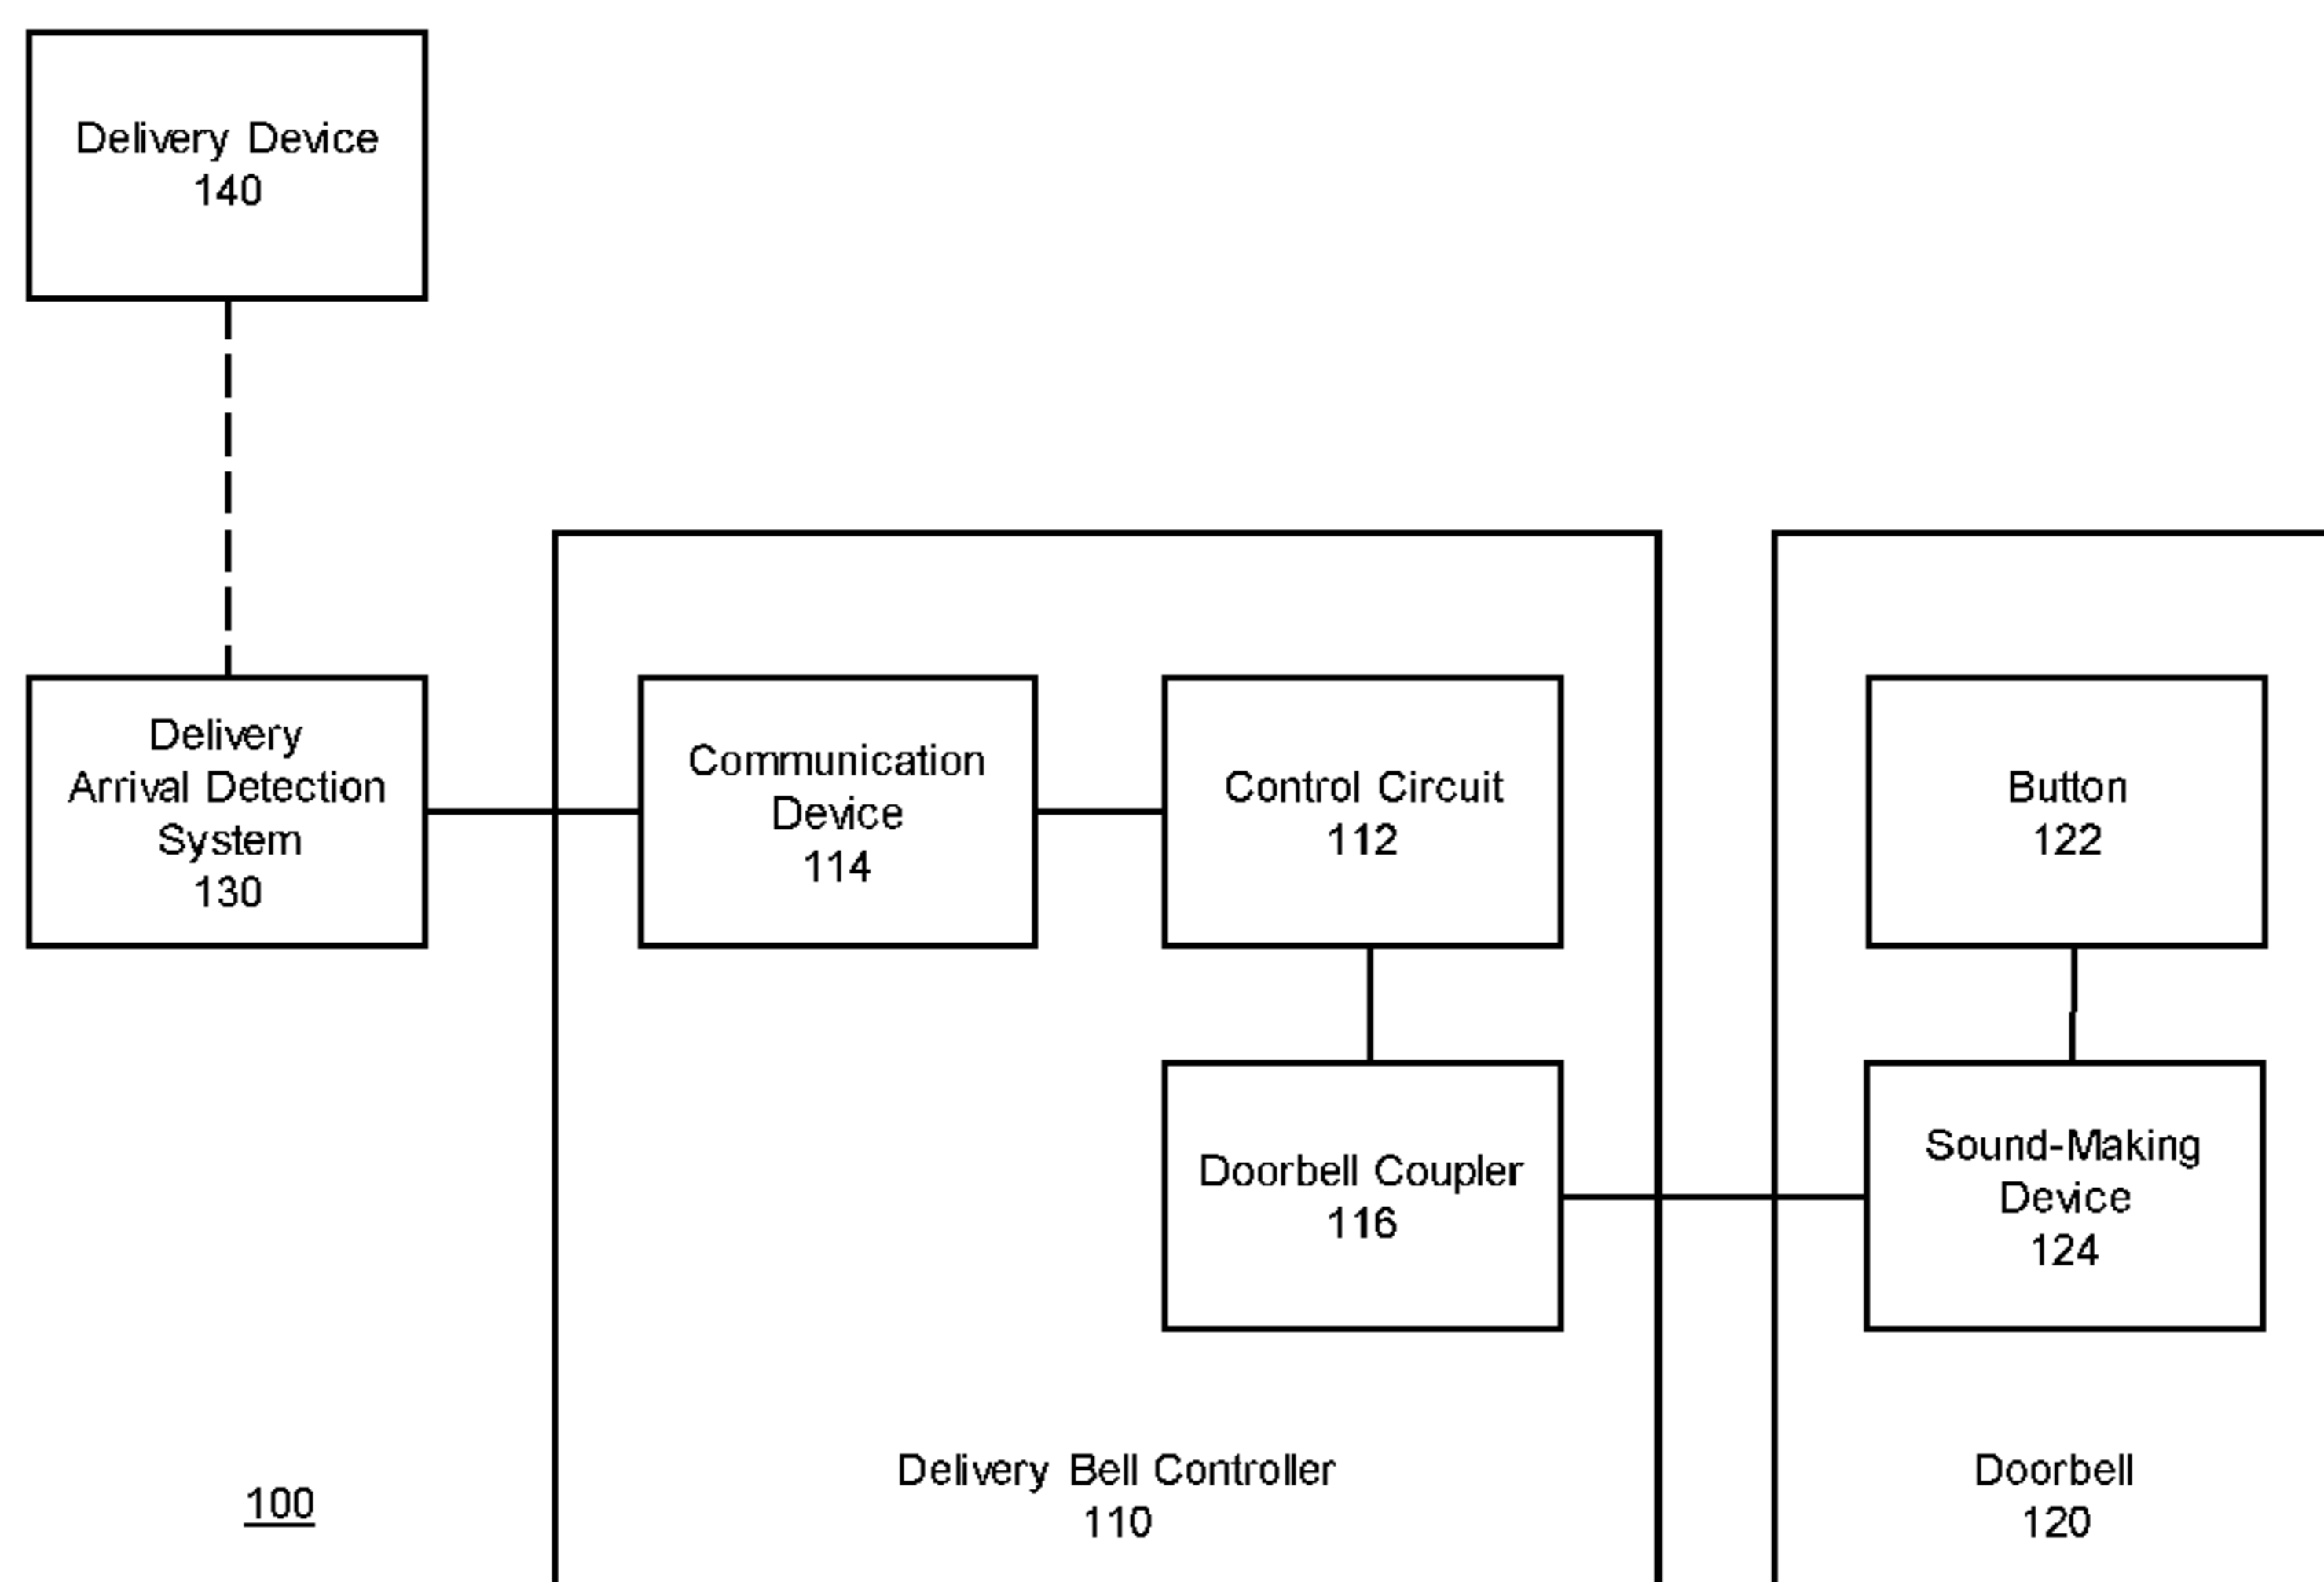 Delivery Device
140
Delivery
Arrival Detection
System
130
Communication
Device
114
Control Circuit
112
Button
122
Doorbell Coupler
116
Sound-Making
Device
124
Delivery Bell Controller
110
Doorbell
120
100